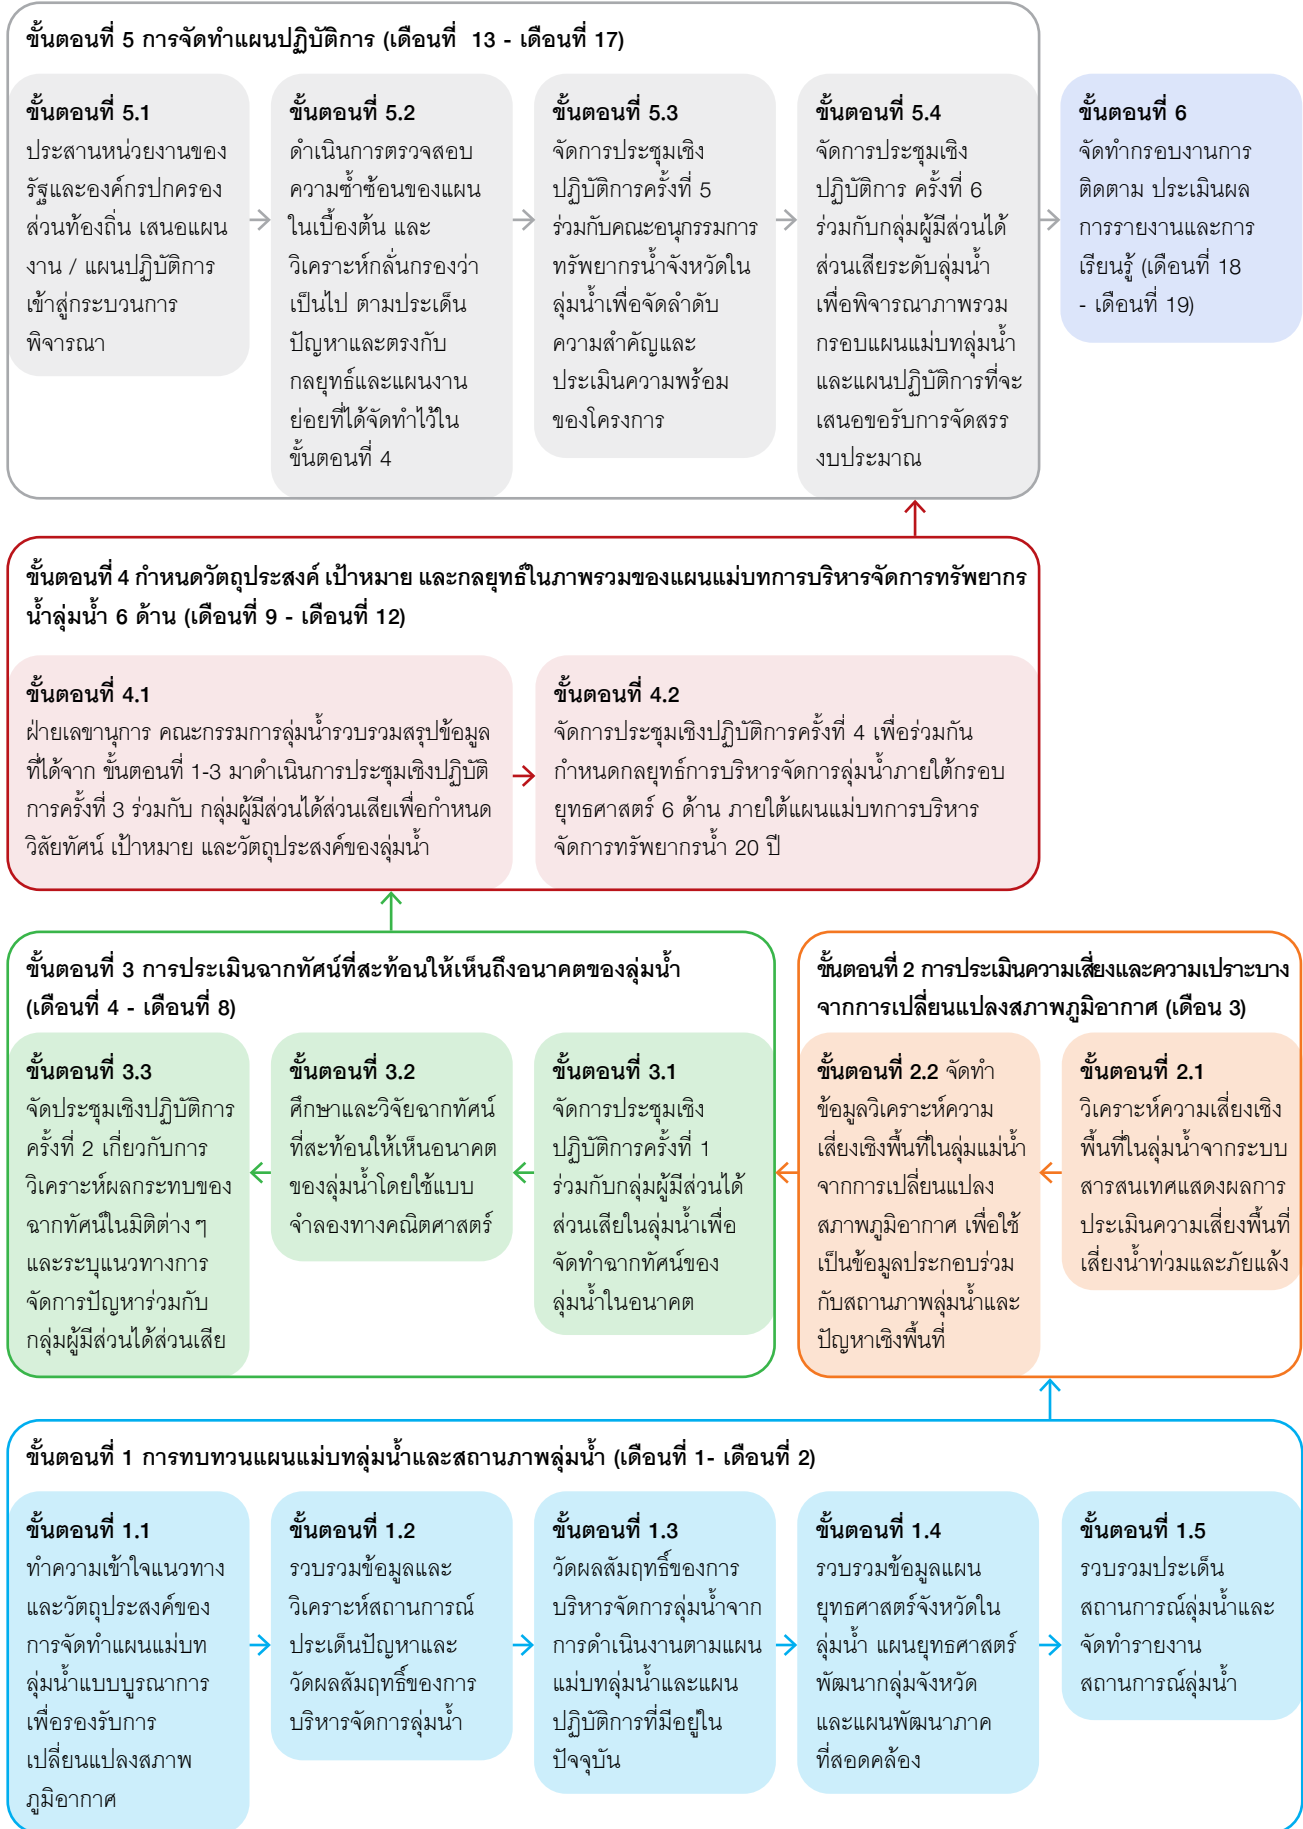 ขั้นตอนที่ 5 การจัดทำแผนปฏิบัติการ (เดือนที่ 13 - เดือนที่ 17)
ขั้นตอนที่ 5.1
ประสานหน่วยงานของ
รัฐและองค์กรปกครอง
ส่วนท้องถิ่น เสนอแผน
งาน / แผนปฏิบัติการ
เข้าสู่กระบวนการ
พิจารณา
ขั้นตอนที่ 5.2
ดำเนินการตรวจสอบ
ความซ้ำซ้อนของแผน
ในเบื้องต้น และ
วิเคราะห์กลั่นกรองว่า
เป็นไป ตามประเด็น
ปัญหาและตรงกับ
กลยุทธ์และแผนงาน
ย่อยที่ได้จัดทำไว้ใน
ขั้นตอนที่ 4
ขั้นตอนที่ 5.3
จัดการประชุมเชิง
ปฏิบัติการครั้งที่ 5
ร่วมกับคณะอนุกรรมการ
ทรัพยากรน้ำจังหวัดใน
ลุ่มน้ำเพื่อจัดลำดับ
ความสำคัญและ
ประเมินความพร้อม
ของโครงการ
ขั้นตอนที่ 5.4
จัดการประชุมเชิง
ปฏิบัติการ ครั้งที่ 6
ร่วมกับกลุ่มผู้มีส่วนได้
ส่วนเสียระดับลุ่มน้ำ
เพื่อพิจารณาภาพรวม
กรอบแผนแม่บทลุ่มน้ำ
และแผนปฏิบัติการที่จะ
เสนอขอรับการจัดสรร
งบประมาณ
ขั้นตอนที่ 6
จัดทำกรอบงานการ
ติดตาม ประเมินผล
การรายงานและการ
เรียนรู้ (เดือนที่ 18
- เดือนที่ 19)
ขั้นตอนที่ 4 กำหนดวัตถุประสงค์ เป้าหมาย และกลยุทธ์ในภาพรวมของแผนแม่บทการบริหารจัดการทรัพยากร
น้ำลุ่มน้ำ 6 ด้าน (เดือนที่ 9 - เดือนที่ 12)
ขั้นตอนที่ 4.1
ฝ่ายเลขานุการ คณะกรรมการลุ่มน้ำรวบรวมสรุปข้อมูล
ที่ได้จาก ขั้นตอนที่ 1-3 มาดำเนินการประชุมเชิงปฏิบัติ
การครั้งที่ 3 ร่วมกับ กลุ่มผู้มีส่วนได้ส่วนเสียเพื่อกำหนด
วิสัยทัศน์ เป้าหมาย และวัตถุประสงค์ของลุ่มน้ำ
ขั้นตอนที่ 4.2
จัดการประชุมเชิงปฏิบัติการครั้งที่ 4 เพื่อร่วมกัน
กำหนดกลยุทธ์การบริหารจัดการลุ่มน้ำภายใต้กรอบ
ยุทธศาสตร์ 6 ด้าน ภายใต้แผนแม่บทการบริหาร
จัดการทรัพยากรน้ำ 20 ปี
ขั้นตอนที่ 3 การประเมินฉากทัศน์ที่สะท้อนให้เห็นถึงอนาคตของลุ่มน้ำ
(เดือนที่ 4 - เดือนที่ 8)
ขั้นตอนที่ 3.3
จัดประชุมเชิงปฏิบัติการ
ครั้งที่ 2 เกี่ยวกับการ
วิเคราะห์ผลกระทบของ
ฉากทัศน์ในมิติต่าง ๆ
และระบุแนวทางการ
จัดการปัญหาร่วมกับ
กลุ่มผู้มีส่วนได้ส่วนเสีย
ขั้นตอนที่ 3.2
ศึกษาและวิจัยฉากทัศน์
ที่สะท้อนให้เห็นอนาคต
ของลุ่มน้ำโดยใช้แบบ
จำลองทางคณิตศาสตร์
ขั้นตอนที่ 3.1
จัดการประชุมเชิง
ปฏิบัติการครั้งที่ 1
ร่วมกับกลุ่มผู้มีส่วนได้
ส่วนเสียในลุ่มน้ำเพื่อ
จัดทำฉากทัศน์ของ
ลุ่มน้ำในอนาคต
ขั้นตอนที่ 2 การประเมินความเสี่ยงและความเปราะบาง
จากการเปลี่ยนแปลงสภาพภูมิอากาศ (เดือน 3)
ขั้นตอนที่ 2.2 จัดทำ
ข้อมูลวิเคราะห์ความ
เสี่ยงเชิงพื้นที่ในลุ่มแม่น้ำ
จากการเปลี่ยนแปลง
สภาพภูมิอากาศ เพื่อใช้
เป็นข้อมูลประกอบร่วม
กับสถานภาพลุ่มน้ำและ
ปัญหาเชิงพื้นที่
ขั้นตอนที่ 2.1
วิเคราะห์ความเสี่ยงเชิง
พื้นที่ในลุ่มน้ำจากระบบ
สารสนเทศแสดงผลการ
ประเมินความเสี่ยงพื้นที่
เสี่ยงน้ำท่วมและภัยแล้ง
ขั้นตอนที่ 1 การทบทวนแผนแม่บทลุ่มน้ำและสถานภาพลุ่มน้ำ (เดือนที่ 1- เดือนที่ 2)
ขั้นตอนที่ 1.1
ทำความเข้าใจแนวทาง
และวัตถุประสงค์ของ
การจัดทำแผนแม่บท
ลุ่มน้ำแบบบูรณาการ
เพื่อรองรับการ
เปลี่ยนแปลงสภาพ
ภูมิอากาศ
ขั้นตอนที่ 1.2
รวบรวมข้อมูลและ
วิเคราะห์สถานการณ์
ประเด็นปัญหาและ
วัดผลสัมฤทธิ์ของการ
บริหารจัดการลุ่มน้ำ
ขั้นตอนที่ 1.3
วัดผลสัมฤทธิ์ของการ
บริหารจัดการลุ่มน้ำจาก
การดำเนินงานตามแผน
แม่บทลุ่มน้ำและแผน
ปฏิบัติการที่มีอยู่ใน
ปัจจุบัน
ขั้นตอนที่ 1.4
รวบรวมข้อมูลแผน
ยุทธศาสตร์จังหวัดใน
ลุ่มน้ำ แผนยุทธศาสตร์
พัฒนากลุ่มจังหวัด
และแผนพัฒนาภาค
ที่สอดคล้อง
ขั้นตอนที่ 1.5
รวบรวมประเด็น
สถานการณ์ลุ่มน้ำและ
จัดทำรายงาน
สถานการณ์ลุ่มน้ำ